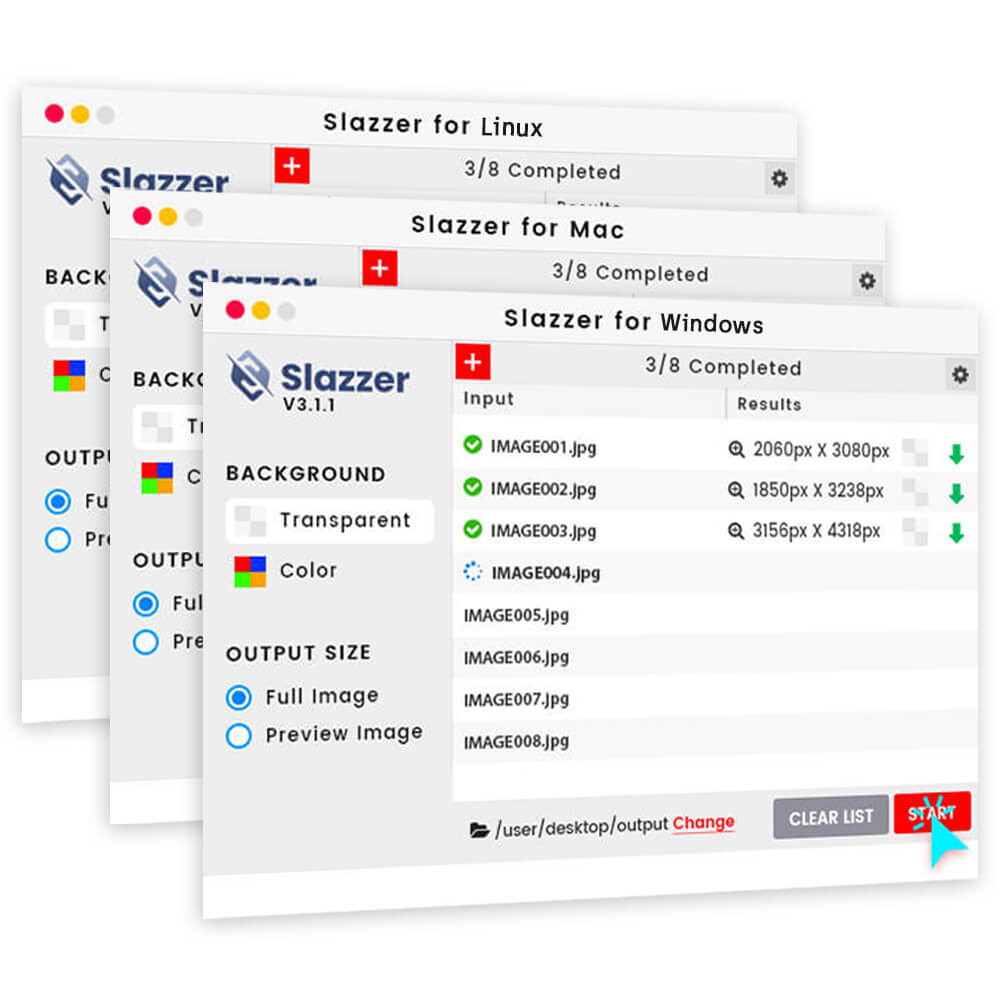 Slazzer for Linux
Slazzer
3/8 Completed
Results
BACK
OUTPU
Fu
Pre
Slazzer for Mac
Slazzer
3/8 Completed
BACK
OUTPU
Ful
Pre
Slazzer for Windows
Slazzer
V3.1.1
3/8 Completed
Input
Results
BACKGROUND
Transparent
Color
OUTPUT SIZE
Full Image
Preview Image
IMAGE001.jpg 2060px X 3080px
IMAGE002.jpg 1850px X 3238px
IMAGE003.jpg 3156px X 4318px
IMAGE004.jpg
IMAGE005.jpg
IMAGE006.jpg
IMAGE007.jpg
IMAGE008.jpg
/user/desktop/output Change
CLEAR LIST
START